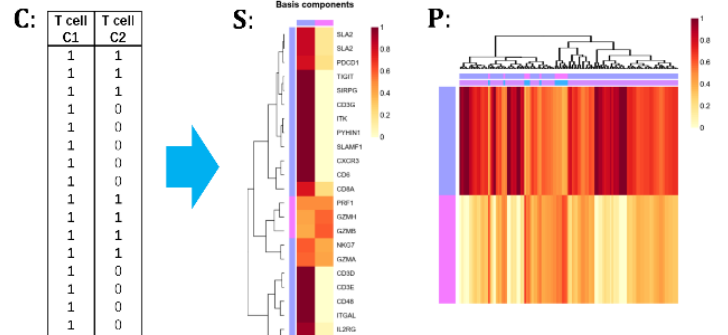 C:
T cell C1 T cell C2
1 1
1 1
1 1
1 0
1 0
1 0
1 0
1 0
1 1
1 1
1 1
1 1
1 0
1 0
1 0
1 0
S:
Basis components
SLA2
SLA2
PDCD1
TIGIT
SIRPG
CD3G
ITK
PYHIN1
SLAMF1
CXCR3
CD6
CD8A
PRF1
GZMH
GZMB
NKG7
GZMA
CD3D
CD3E
CD48
ITGAL
IL2RG
1
0.8
0.6
0.4
0.2
0
P:
1
0.8
0.6
0.4
0.2
0